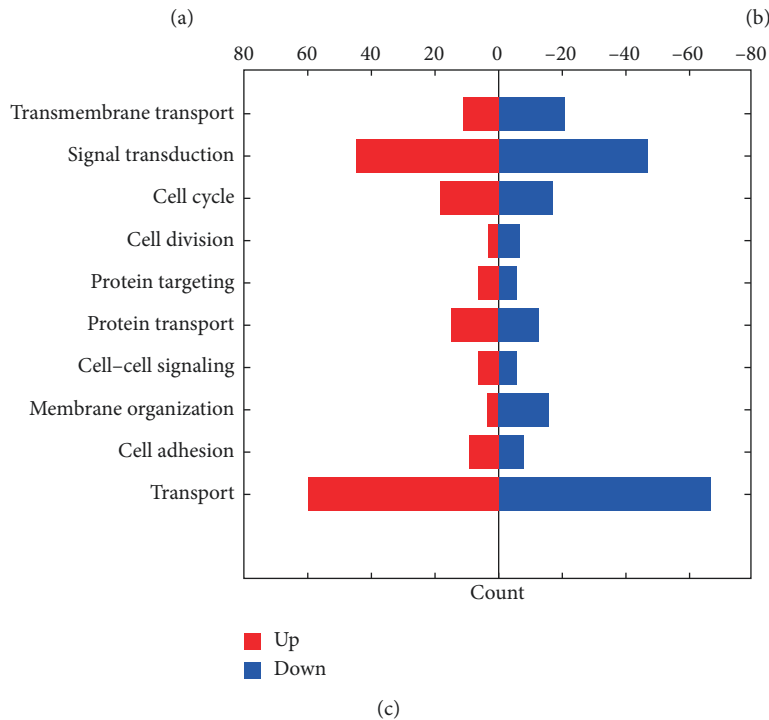 (a) (b)
80 60 40 20 0 –20 –40 –60 –80
Transmembrane transport
Signal transduction
Cell cycle
Cell division
Protein targeting
Protein transport
Cell–cell signaling
Membrane organization
Cell adhesion
Transport
Count
Up
Down
(c)